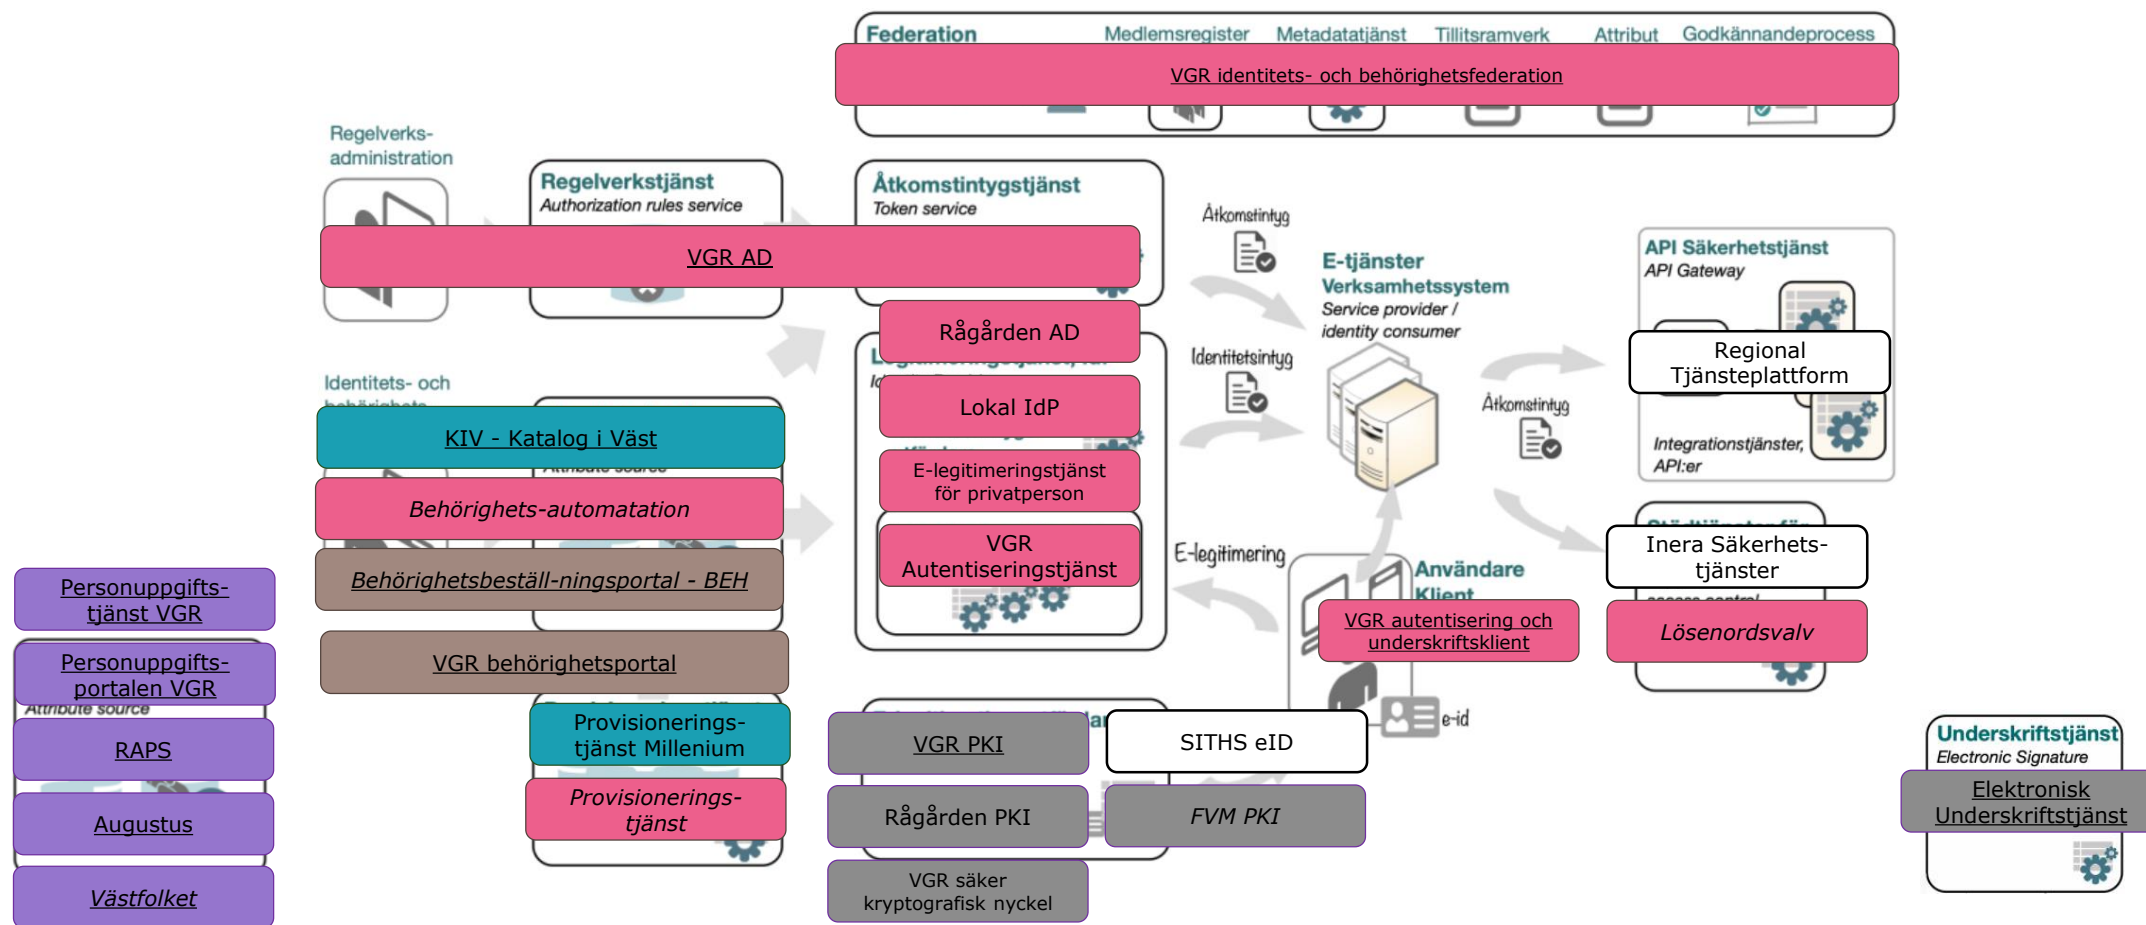 Federation
Medlemsregister
Metadatatjänst
Tillitsramverk
Attribut
Godkännandeprocess
VGR identitets- och behörighetsfederation
Regelverks-
administration
Regelverkstjänst
Authorization rules service
Åtkomstintygstjänst
Token service
VGR AD
Åtkomstintyg
E-tjänster
Verksamhetssystem
Service provider /
identity consumer
API Säkerhetstjänst
API Gateway
Rågården AD
Regional
Tjänsteplattform
Identitetsintyg
Identitets- och
Lokal IdP
Åtkomstintyg
KIV - Katalog i Väst
Attribute source
Integrationstjänster,
API:er
E-legitimeringstjänst
för privatperson
Behörighets-automatation
VGR
Autentiseringstjänst
E-legitimering
Inera Säkerhets-
tjänster
Behörighetsbeställ-ningsportal - BEH
Användare
Klient
Personuppgifts-
tjänst VGR
VGR autentisering och
underskriftsklient
Lösenordsvalv
VGR behörighetsportal
Personuppgifts-
portalen VGR
Attribute source
Provisionerings-
tjänst Millenium
VGR PKI
SITHS eID
e-id
RAPS
Underskriftstjänst
Electronic Signature
Provisionerings-
tjänst
Rågården PKI
FVM PKI
Elektronisk
Underskriftstjänst
Augustus
VGR säker
kryptografisk nyckel
Västfolket